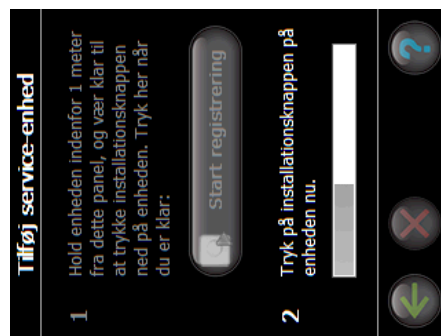 Tilføj service-enhed
1
Hold enheden indenfor 1 meter
fra dette panel, og vær klar til
at trykke installationsknappen
ned på enheden. Tryk her når
du er klar:
Start registrering
2
Tryk på installationsknappen på
enheden nu.
?